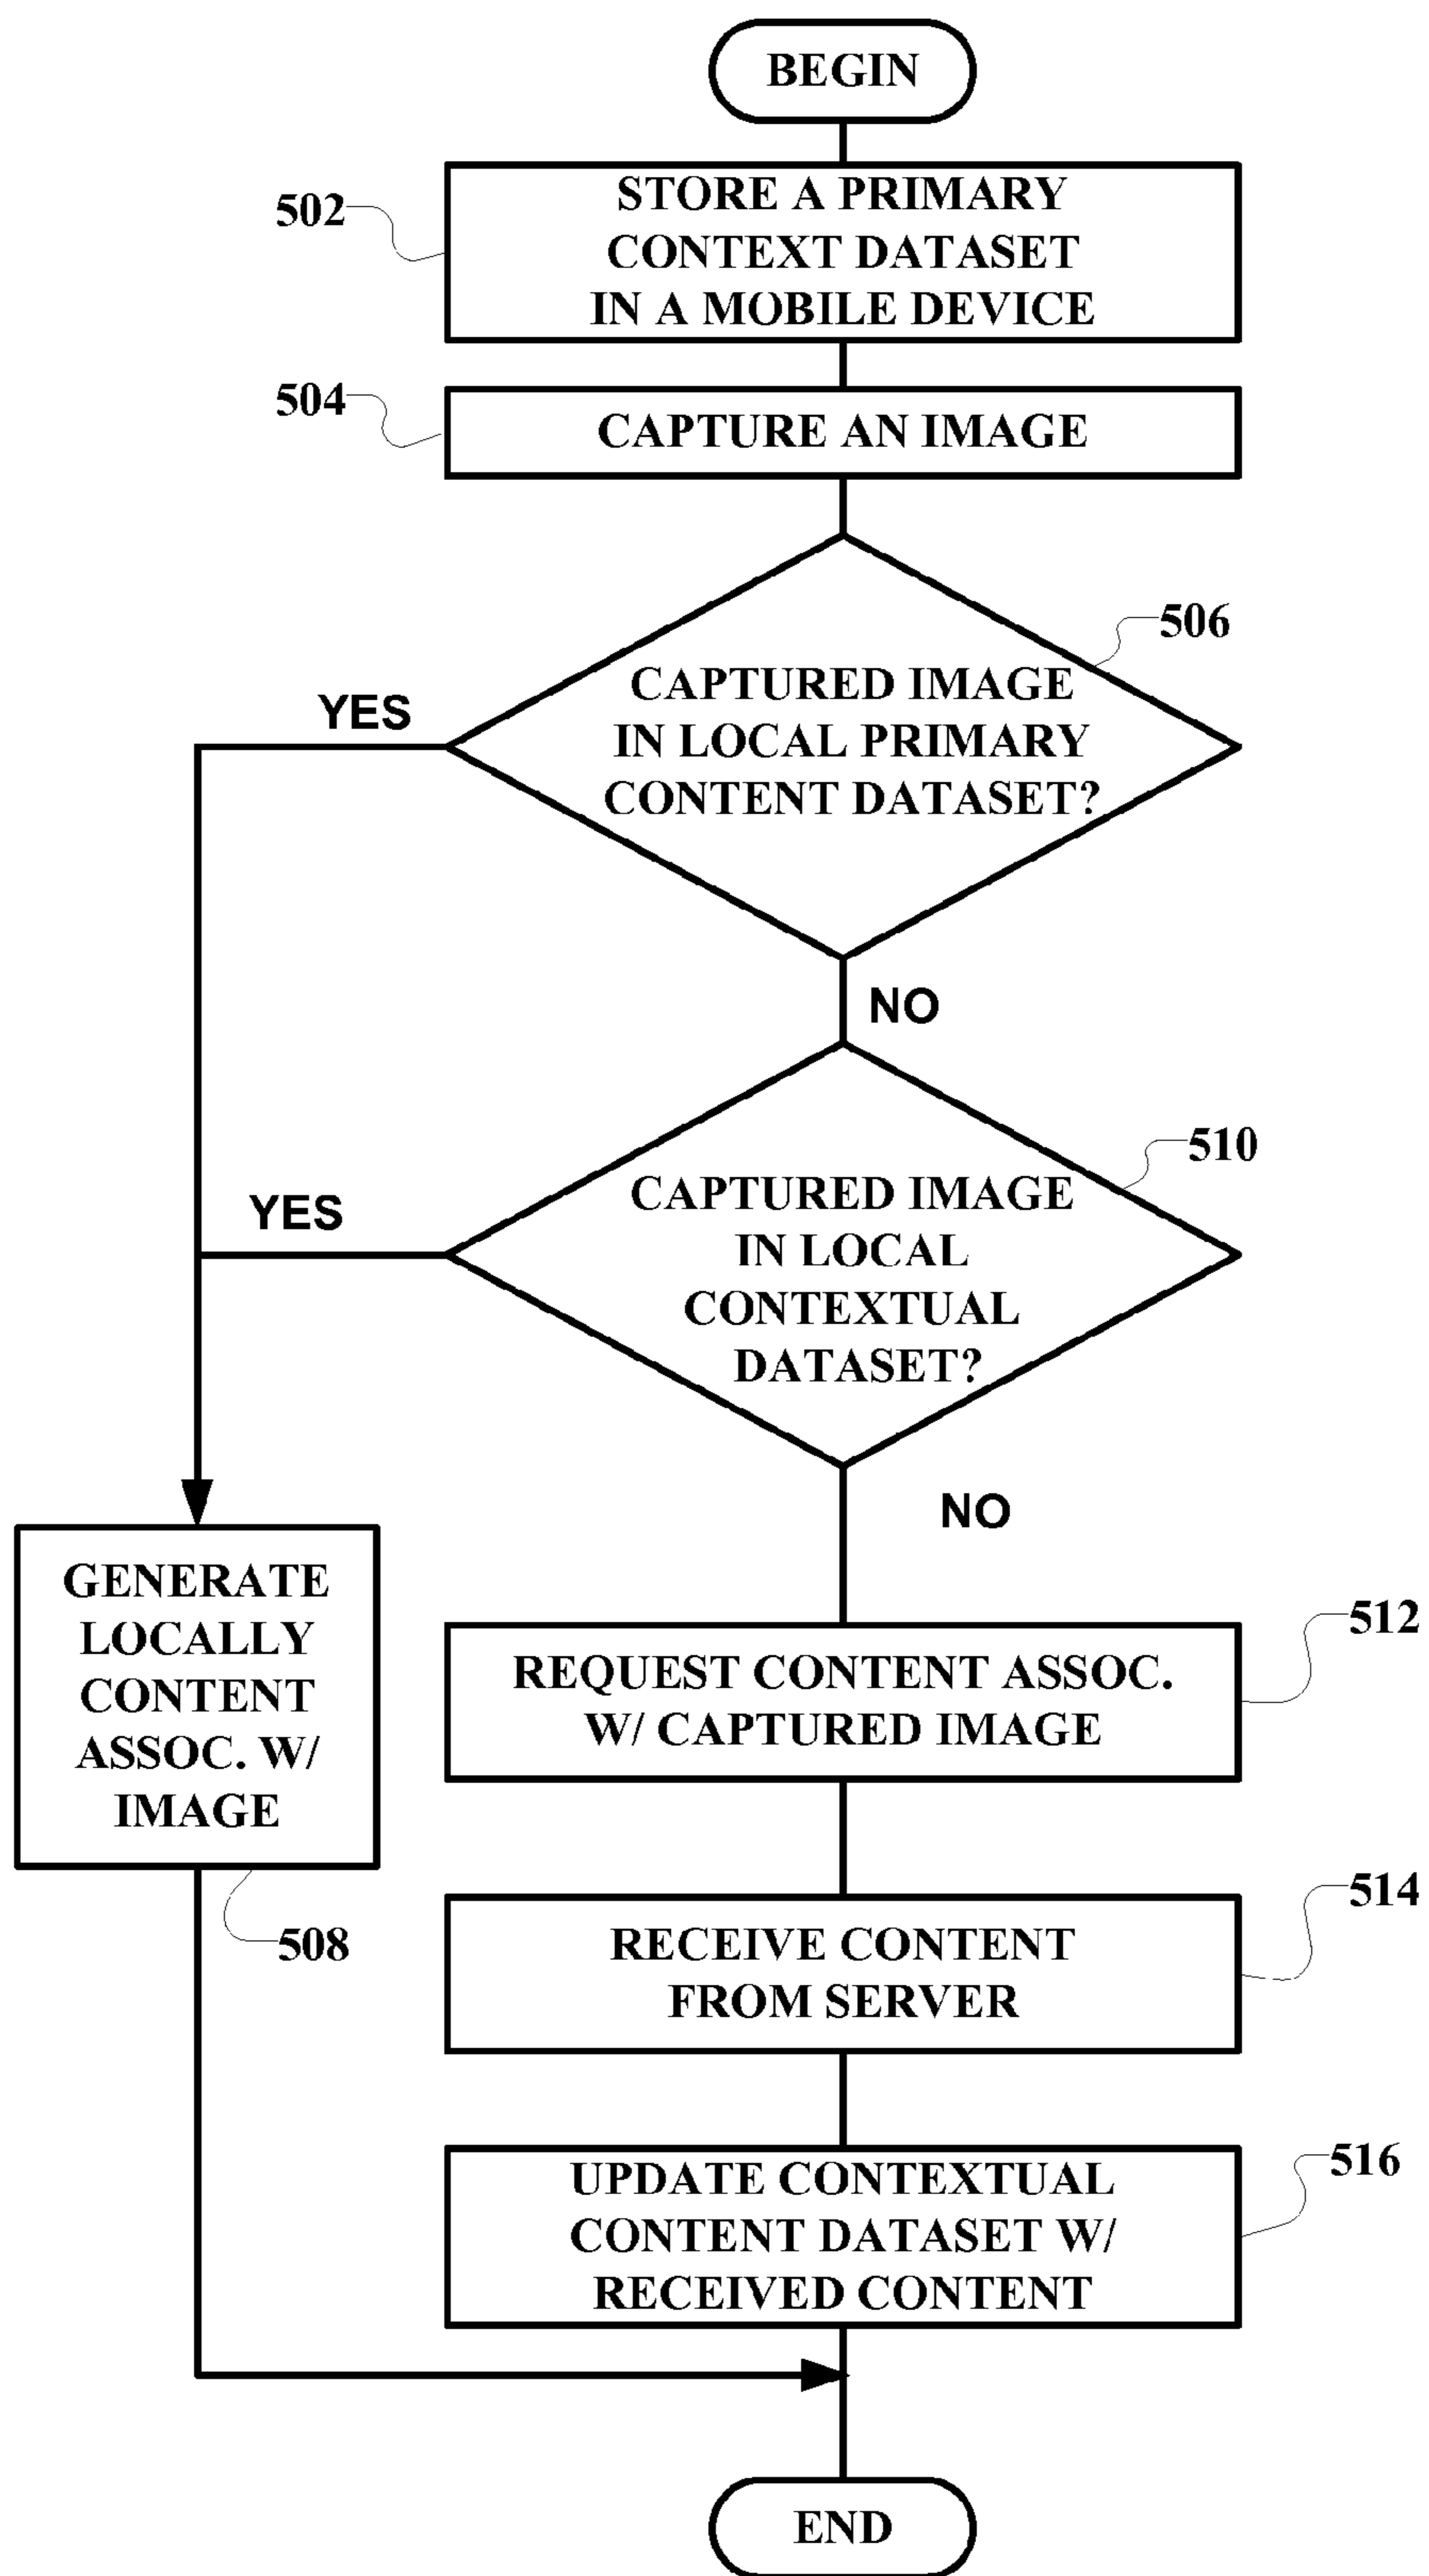 BEGIN
502
STORE A PRIMARY
CONTEXT DATASET
IN A MOBILE DEVICE
504
CAPTURE AN IMAGE
506
CAPTURED IMAGE
IN LOCAL PRIMARY
CONTENT DATASET?
YES
NO
510
CAPTURED IMAGE
IN LOCAL
CONTEXTUAL
DATASET?
YES
NO
GENERATE
LOCALLY
CONTENT
ASSOC. W/
IMAGE
508
512
REQUEST CONTENT ASSOC.
W/ CAPTURED IMAGE
514
RECEIVE CONTENT
FROM SERVER
516
UPDATE CONTEXTUAL
CONTENT DATASET W/
RECEIVED CONTENT
END